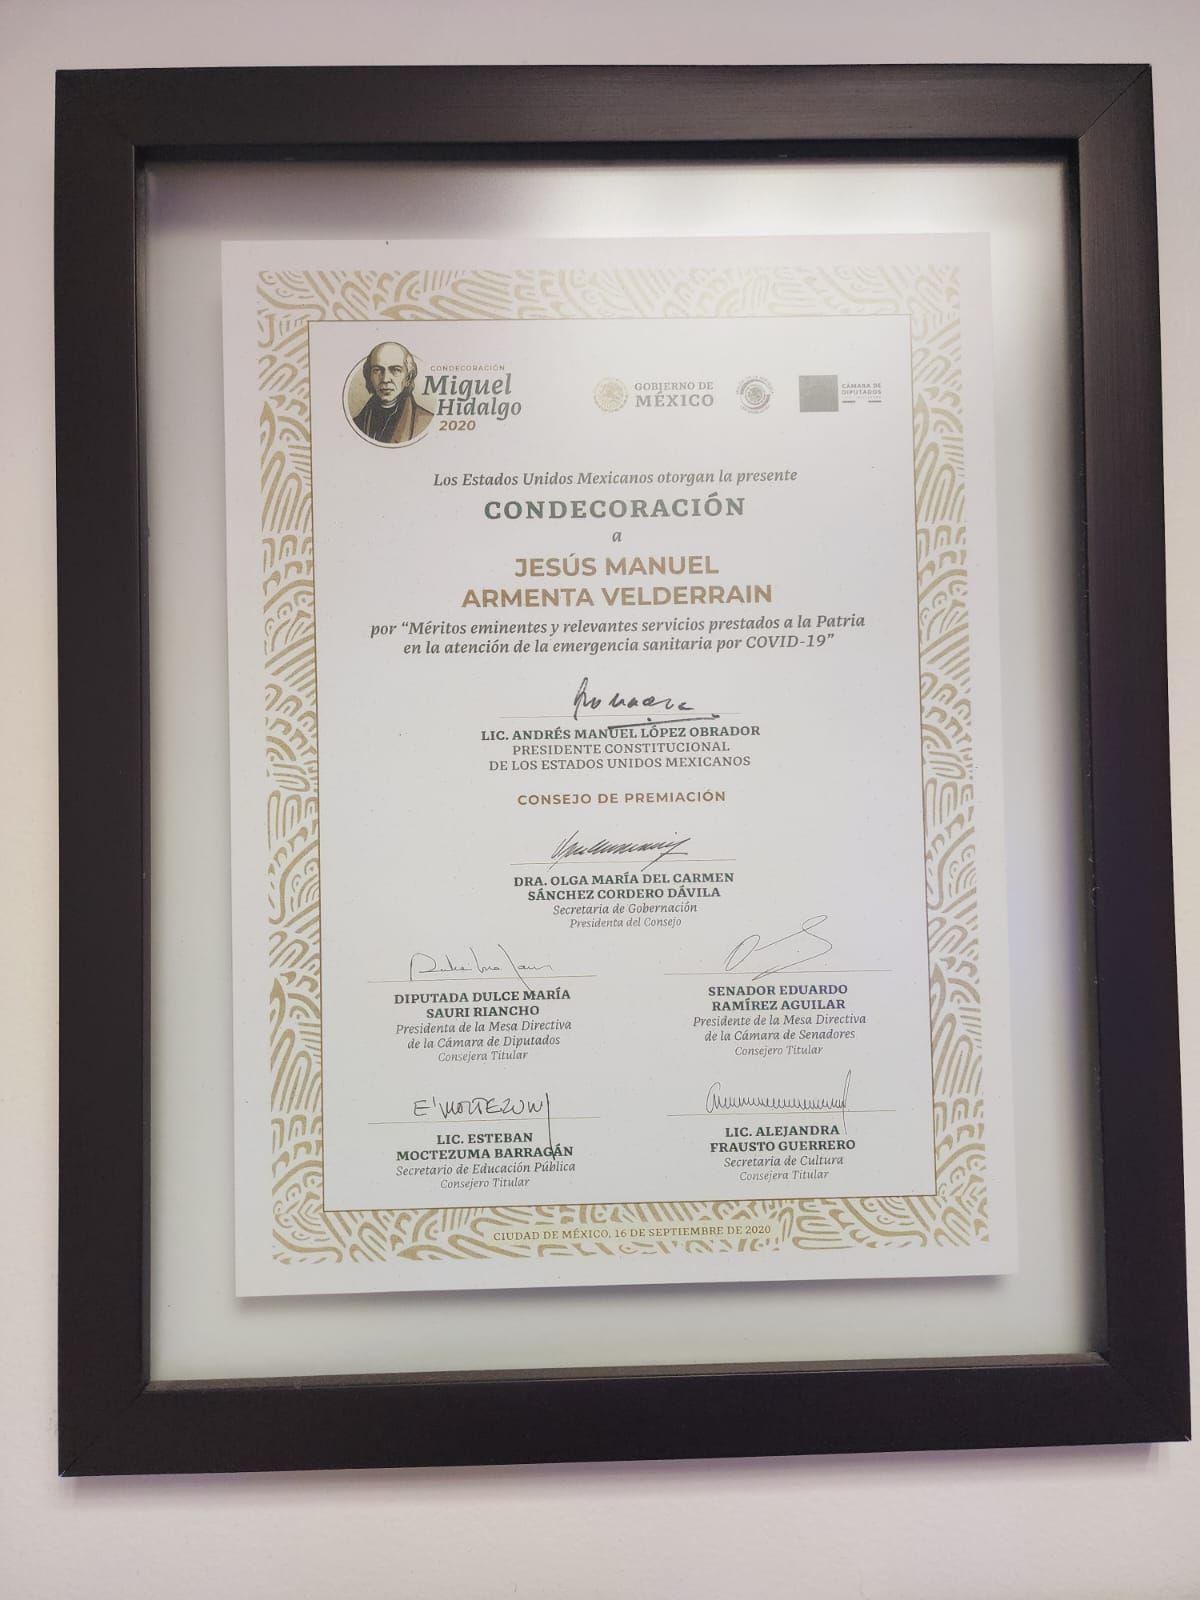 CONDECORACIÓN
Miguel
Hidalgo
2020
GOBIERNO DE
MÉXICO
CÁMARA DE
DIPUTADOS
Los Estados Unidos Mexicanos otorgan la presente
CONDECORACIÓN
a
JESÚS MANUEL
ARMENTA VELDERRAIN
por “Méritos eminentes y relevantes servicios prestados a la Patria
en la atención de la emergencia sanitaria por COVID-19”
LIC. ANDRÉS MANUEL LÓPEZ OBRADOR
PRESIDENTE CONSTITUCIONAL
DE LOS ESTADOS UNIDOS MEXICANOS
CONSEJO DE PREMIACIÓN
DRA. OLGA MARÍA DEL CARMEN
SÁNCHEZ CORDERO DÁVILA
Secretaria de Gobernación
Presidenta del Consejo
DIPUTADA DULCE MARÍA
SAURI RIANCHO
Presidenta de la Mesa Directiva
de la Cámara de Diputados
Consejera Titular
SENADOR EDUARDO
RAMÍREZ AGUILAR
Presidente de la Mesa Directiva
de la Cámara de Senadores
Consejero Titular
LIC. ESTEBAN
MOCTEZUMA BARRAGÁN
Secretario de Educación Pública
Consejero Titular
LIC. ALEJANDRA
FRAUSTO GUERRERO
Secretaria de Cultura
Consejera Titular
CIUDAD DE MÉXICO, 16 DE SEPTIEMBRE DE 2020